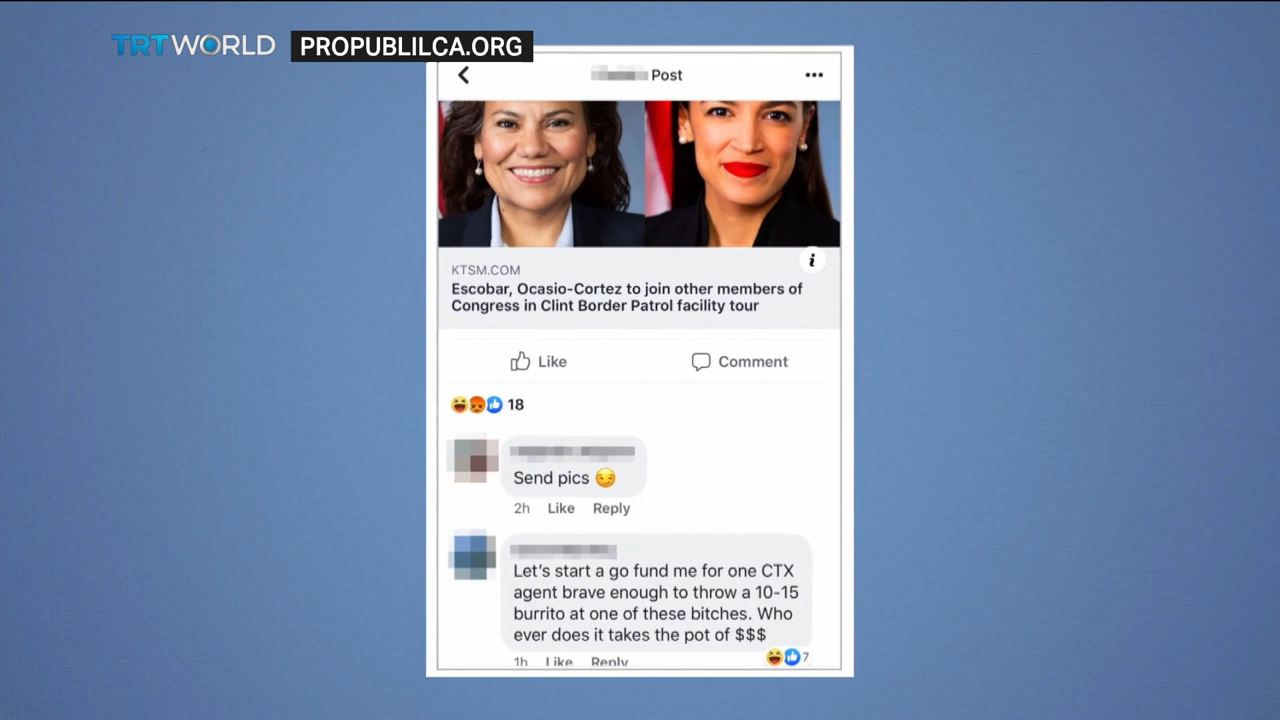 TRT WORLD
PROPUBLILCA.ORG
Post
KTSM.COM
Escobar, Ocasio-Cortez to join other members of
Congress in Clint Border Patrol facility tour
Like
Comment
18
Send pics 😏
2h Like Reply
Let's start a go fund me for one CTX
agent brave enough to throw a 10-15
burrito at one of these bitches. Who
ever does it takes the pot of $$$
7
1h Like Reply